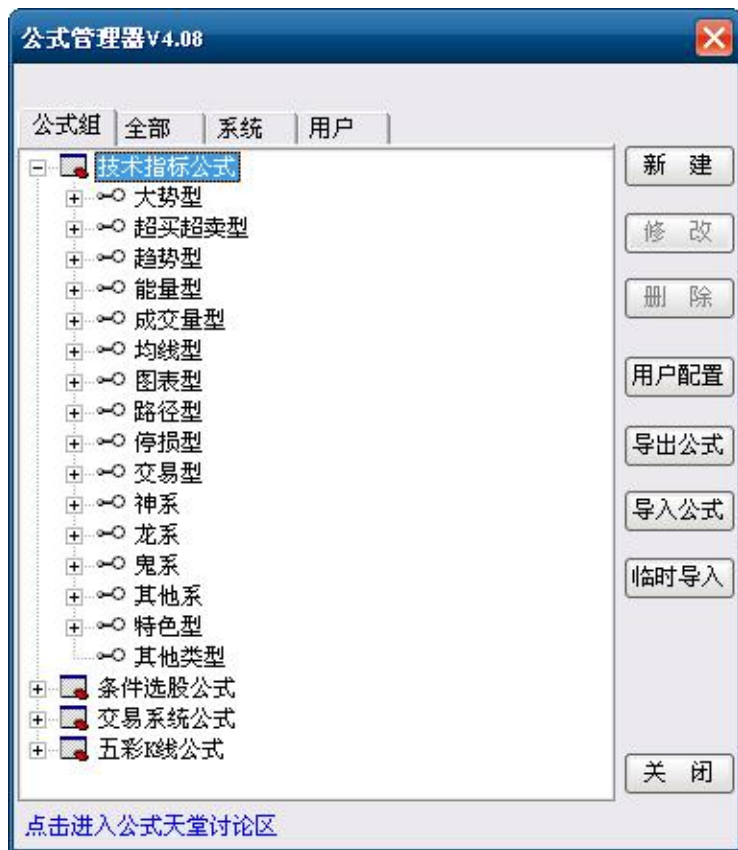 公式管理器V4.08
公式组 全部 系统 用户
技术指标公式
大势型
超买超卖型
趋势型
能量型
成交量型
均线型
图表型
路径型
停损型
交易型
神系
龙系
鬼系
其他系
特色型
其他类型
条件选股公式
交易系统公式
五彩K线公式
新 建
修 改
删 除
用户配置
导出公式
导入公式
临时导入
关 闭
点击进入公式天堂讨论区